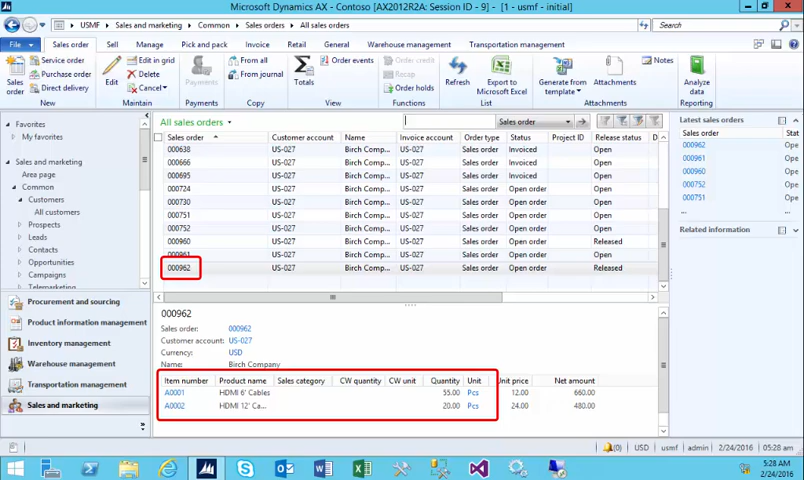 Microsoft Dynamics AX - Contoso [AX2012R2A: Session ID - 9] - [1 - usmf - initial]
USMF ▸ Sales and marketing ▸ Common ▸ Sales orders ▸ All sales orders
Search
File Sales order Sell Manage Pick and pack Invoice Retail General Warehouse management Transportation management
Sales order
Service order
Purchase order
Direct delivery
New
Edit
Edit in grid
Delete
Cancel
Maintain
Payments
Payments
From all
From journal
Copy
Totals
Order events
View
Charges
Recap
Order holds
Functions
Refresh
Export to Microsoft Excel
List
Generate from template
Attachments
Notes
Attachments
Analyze data
Reporting
Favorites
My favorites
Sales and marketing
Area page
Common
Customers
All customers
Prospects
Leads
Contacts
Opportunities
Campaigns
Telemarketing
Procurement and sourcing
Product information management
Inventory management
Warehouse management
Transportation management
Sales and marketing
All sales orders
Sales order
Sales order Customer account Name Invoice account Order type Status Project ID Release status D
000638 US-027 Birch Comp... US-027 Sales order Invoiced Open
000666 US-027 Birch Comp... US-027 Sales order Invoiced Open
000695 US-027 Birch Comp... US-027 Sales order Invoiced Open
000724 US-027 Birch Comp... US-027 Sales order Open order Open
000730 US-027 Birch Comp... US-027 Sales order Open order Open
000751 US-027 Birch Comp... US-027 Sales order Open order Open
000752 US-027 Birch Comp... US-027 Sales order Open order Open
000960 US-027 Birch Comp... US-027 Sales order Open order Released
000961 US-027 Birch Comp... US-027 Sales order Open order Open
000962 US-027 Birch Comp... US-027 Sales order Open order Released
000962
Sales order: 000962
Customer account: US-027
Currency: USD
Name: Birch Company
Item number Product name Sales category CW quantity CW unit Quantity Unit Unit price Net amount
A0001 HDMI 6' Cables 55.00 Pcs 12.00 660.00
A0002 HDMI 12' Ca... 20.00 Pcs 24.00 480.00
Latest sales orders
Sales order
000962 Ope
000961 Ope
000960 Ope
000752 Ope
000751 Ope
... ...
Related information
(0) USD usmf admin 2/24/2016 05:28 am
5:28 AM
2/24/2016